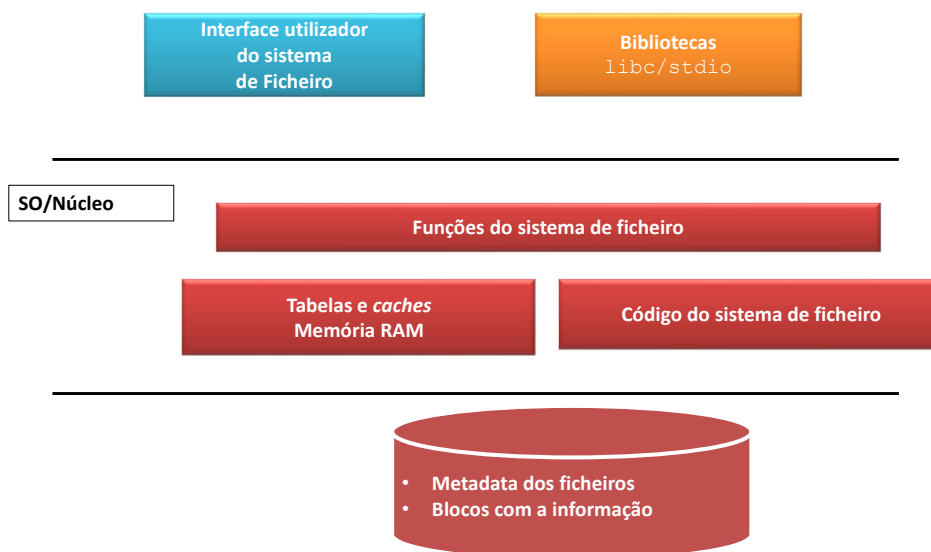 Interface utilizador
do sistema
de Ficheiro
Bibliotecas
libc/stdio
SO/Núcleo
Funções do sistema de ficheiro
Tabelas e caches
Memória RAM
Código do sistema de ficheiro
• Metadata dos ficheiros
• Blocos com a informação